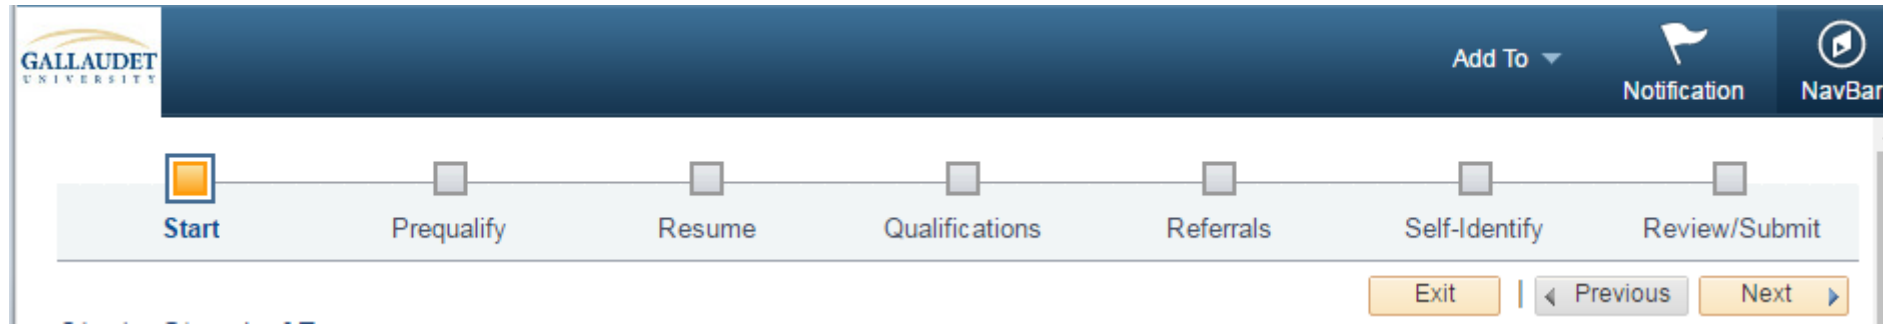 GALLAUDET
UNIVERSITY
Add To
Notification
NavBar
Start
Prequalify
Resume
Qualifications
Referrals
Self-Identify
Review/Submit
Exit
Previous
Next